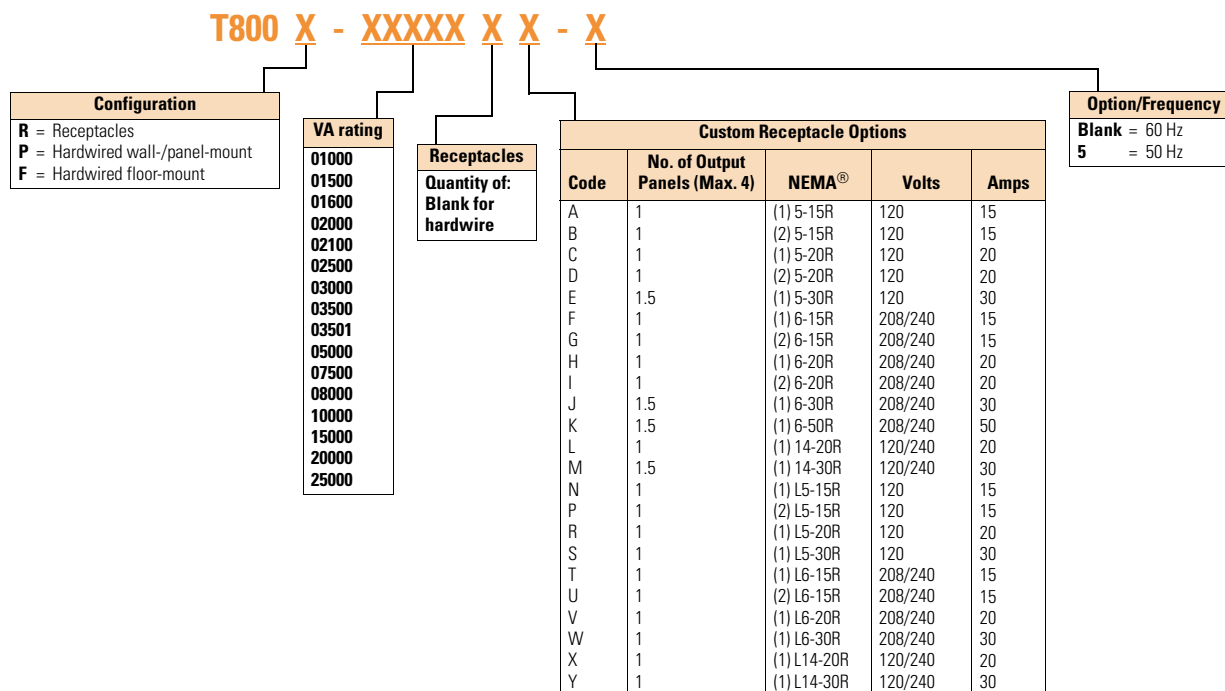 T800 X - XXXXX X X - X
Configuration
R = Receptacles
P = Hardwired wall-/panel-mount
F = Hardwired floor-mount
VA rating
01000
01500
01600
02000
02100
02500
03000
03500
03501
05000
07500
08000
10000
15000
20000
25000
Receptacles
Quantity of:
Blank for
hardwire
Custom Receptacle Options
Code No. of Output Panels (Max. 4) NEMA® Volts Amps
A 1 (1) 5-15R 120 15
B 1 (2) 5-15R 120 15
C 1 (1) 5-20R 120 20
D 1 (2) 5-20R 120 20
E 1.5 (1) 5-30R 120 30
F 1 (1) 6-15R 208/240 15
G 1 (2) 6-15R 208/240 15
H 1 (1) 6-20R 208/240 20
I 1 (2) 6-20R 208/240 20
J 1.5 (1) 6-30R 208/240 30
K 1.5 (1) 6-50R 208/240 50
L 1 (1) 14-20R 120/240 20
M 1.5 (1) 14-30R 120/240 30
N 1 (1) L5-15R 120 15
P 1 (2) L5-15R 120 15
R 1 (1) L5-20R 120 20
S 1 (1) L5-30R 120 30
T 1 (1) L6-15R 208/240 15
U 1 (2) L6-15R 208/240 15
V 1 (1) L6-20R 208/240 20
W 1 (1) L6-30R 208/240 30
X 1 (1) L14-20R 120/240 20
Y 1 (1) L14-30R 120/240 30
Option/Frequency
Blank = 60 Hz
5 = 50 Hz